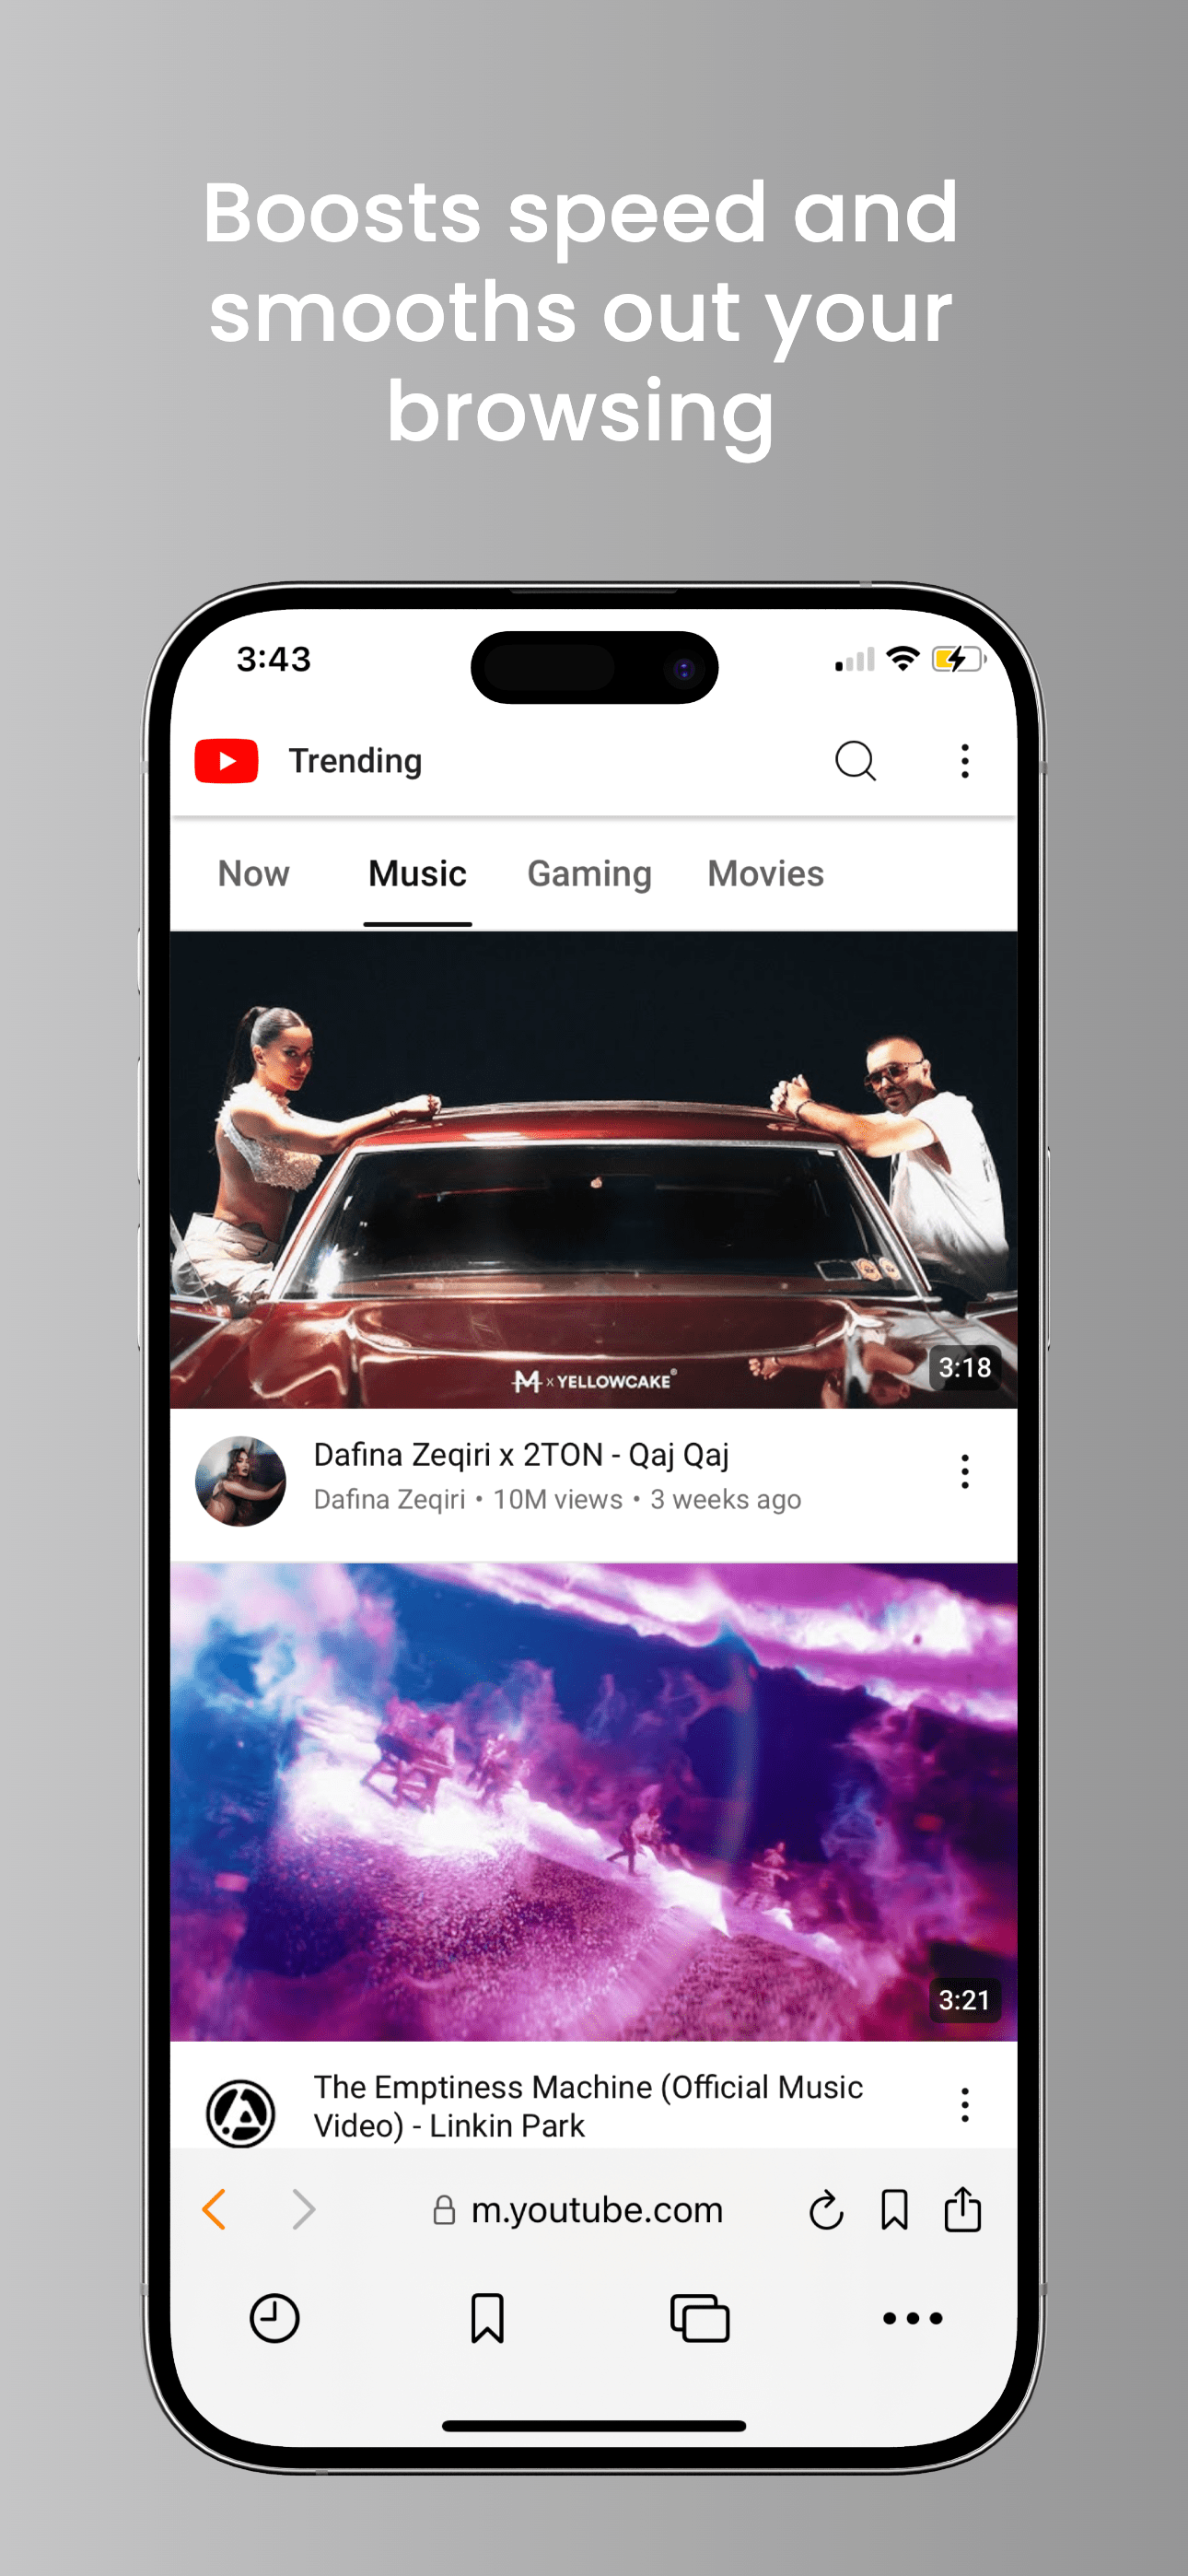 Boosts speed and
smooths out your
browsing
3:43
Trending
Now Music Gaming Movies
M x YELLOWCAKE®
3:18
Dafina Zeqiri x 2TON - Qaj Qaj
Dafina Zeqiri • 10M views • 3 weeks ago
3:21
The Emptiness Machine (Official Music
Video) - Linkin Park
m.youtube.com